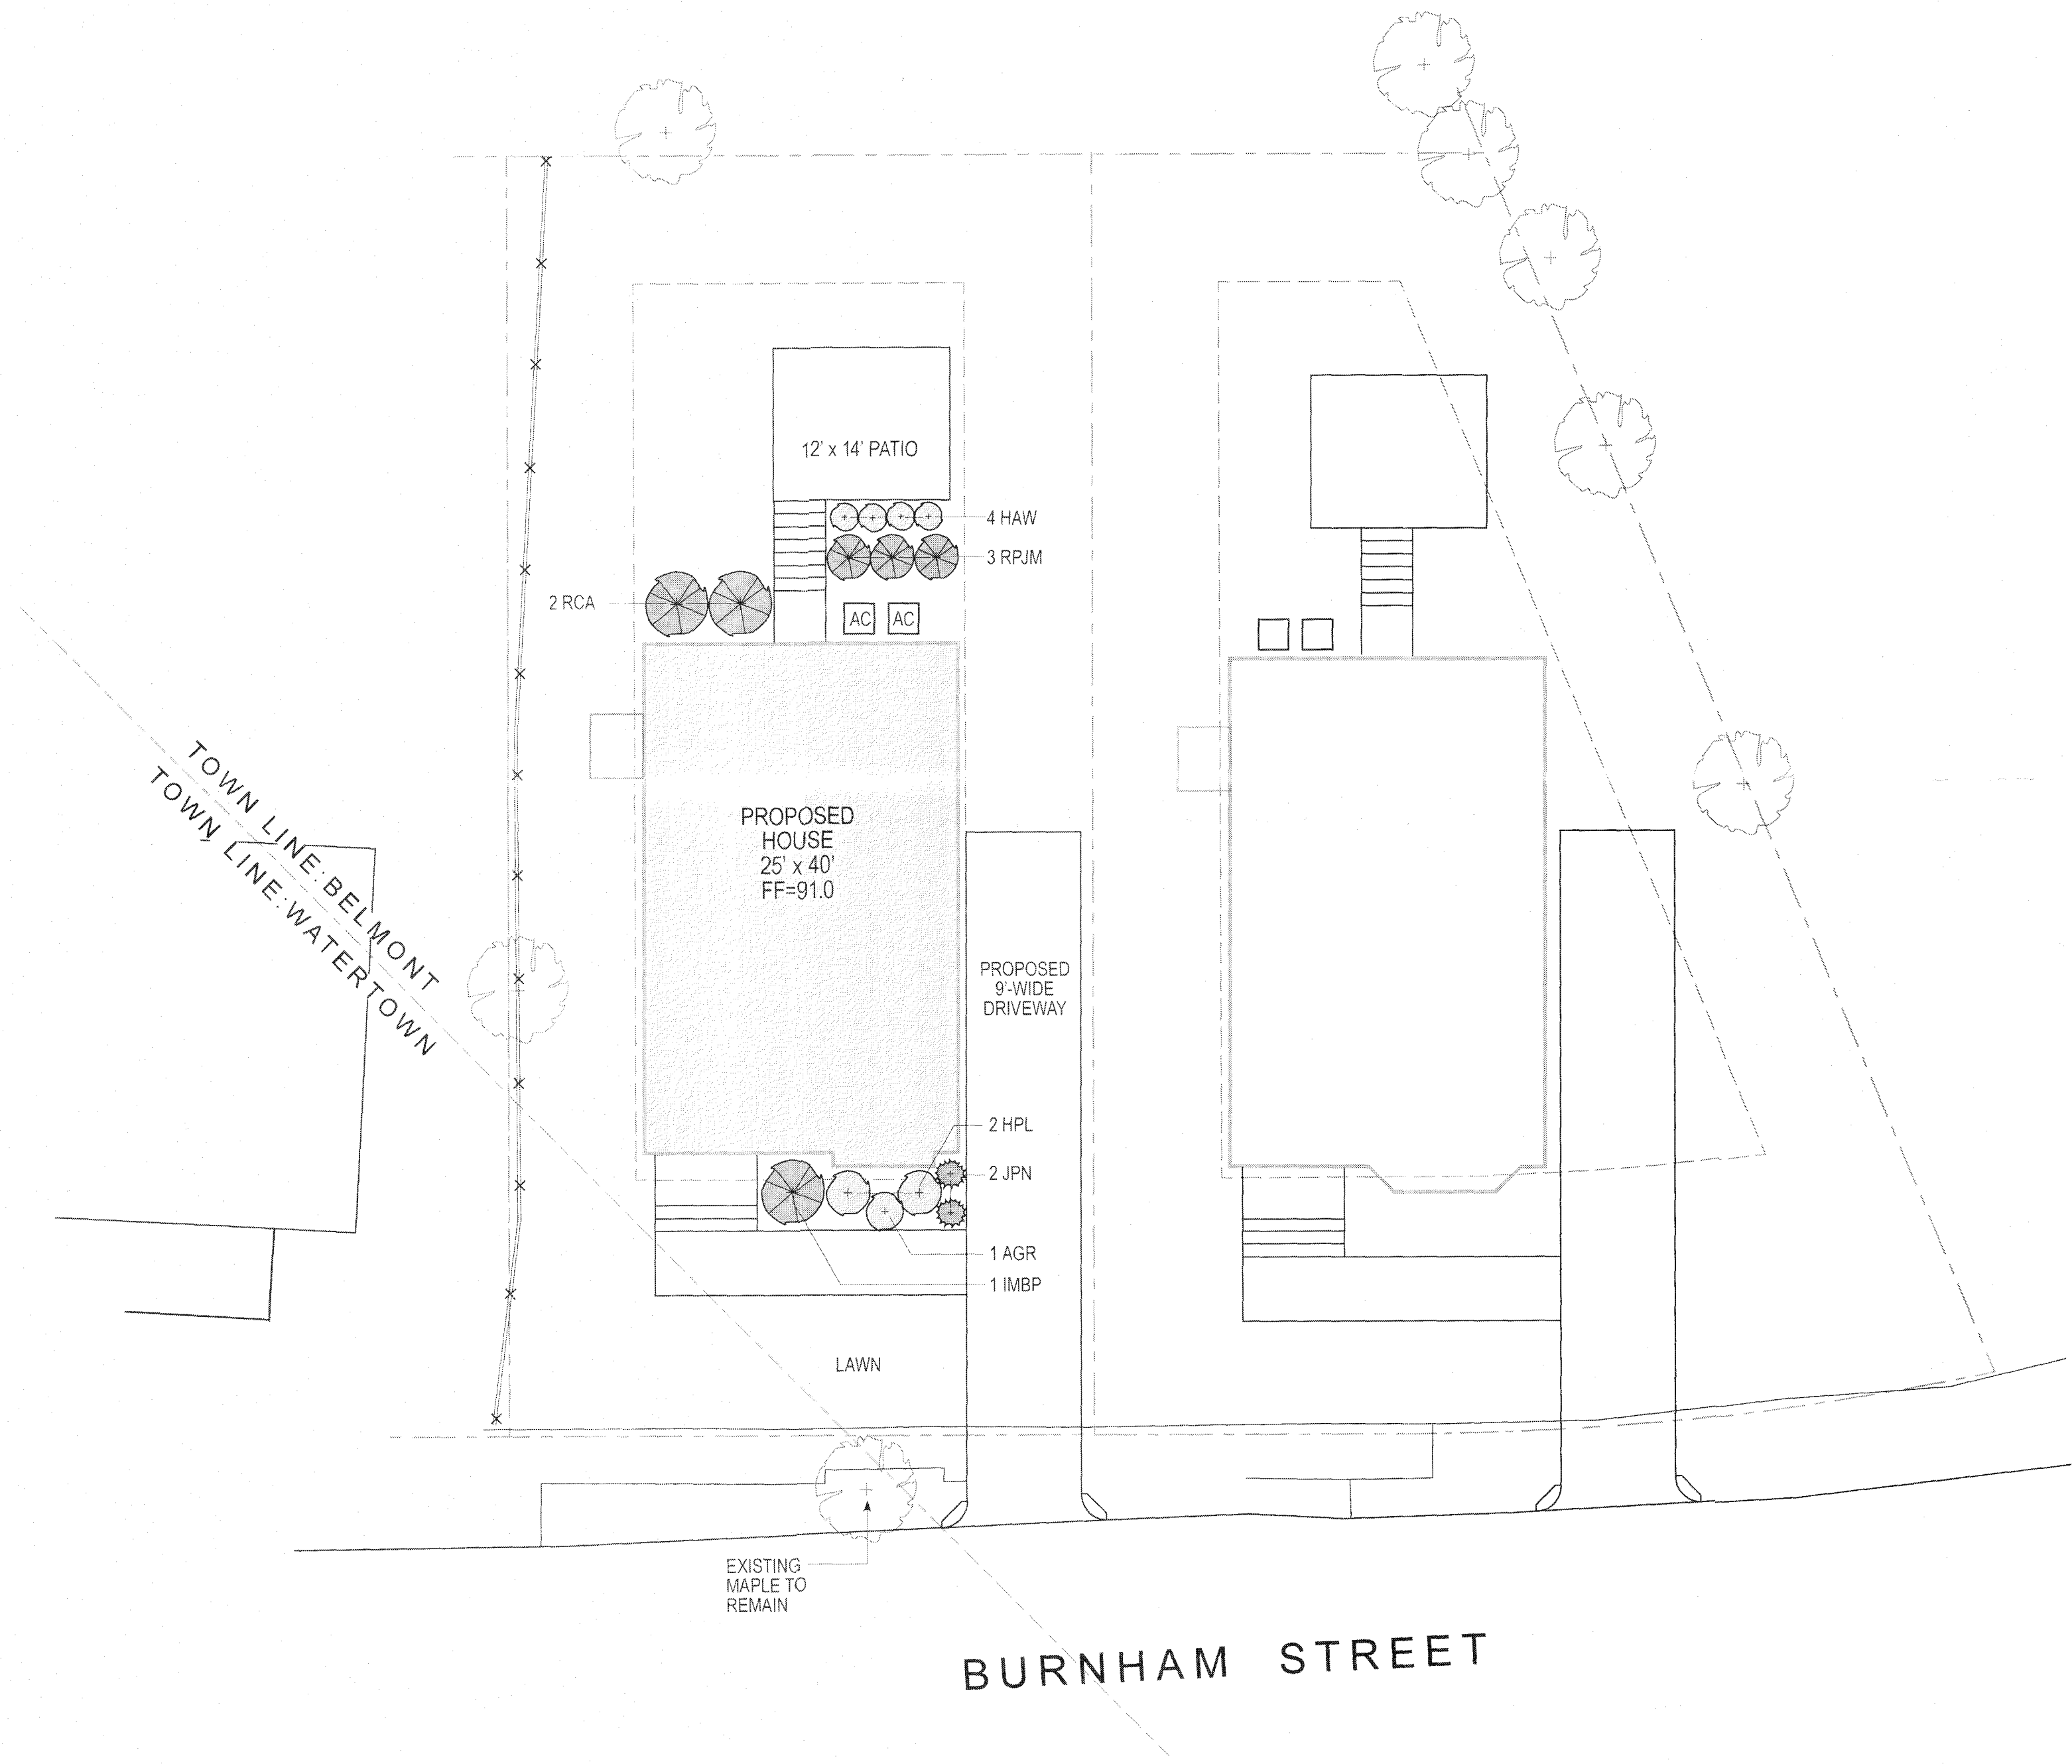 12' x 14' PATIO
4 HAW
3 RPJM
2 RCA
AC
AC
TOWN LINE:BELMONT
TOWN LINE:WATERTOWN
PROPOSED
HOUSE
25' x 40'
FF=91.0
PROPOSED
9'-WIDE
DRIVEWAY
2 HPL
2 JPN
1 AGR
1 IMBP
LAWN
EXISTING
MAPLE TO
REMAIN
BURNHAM STREET